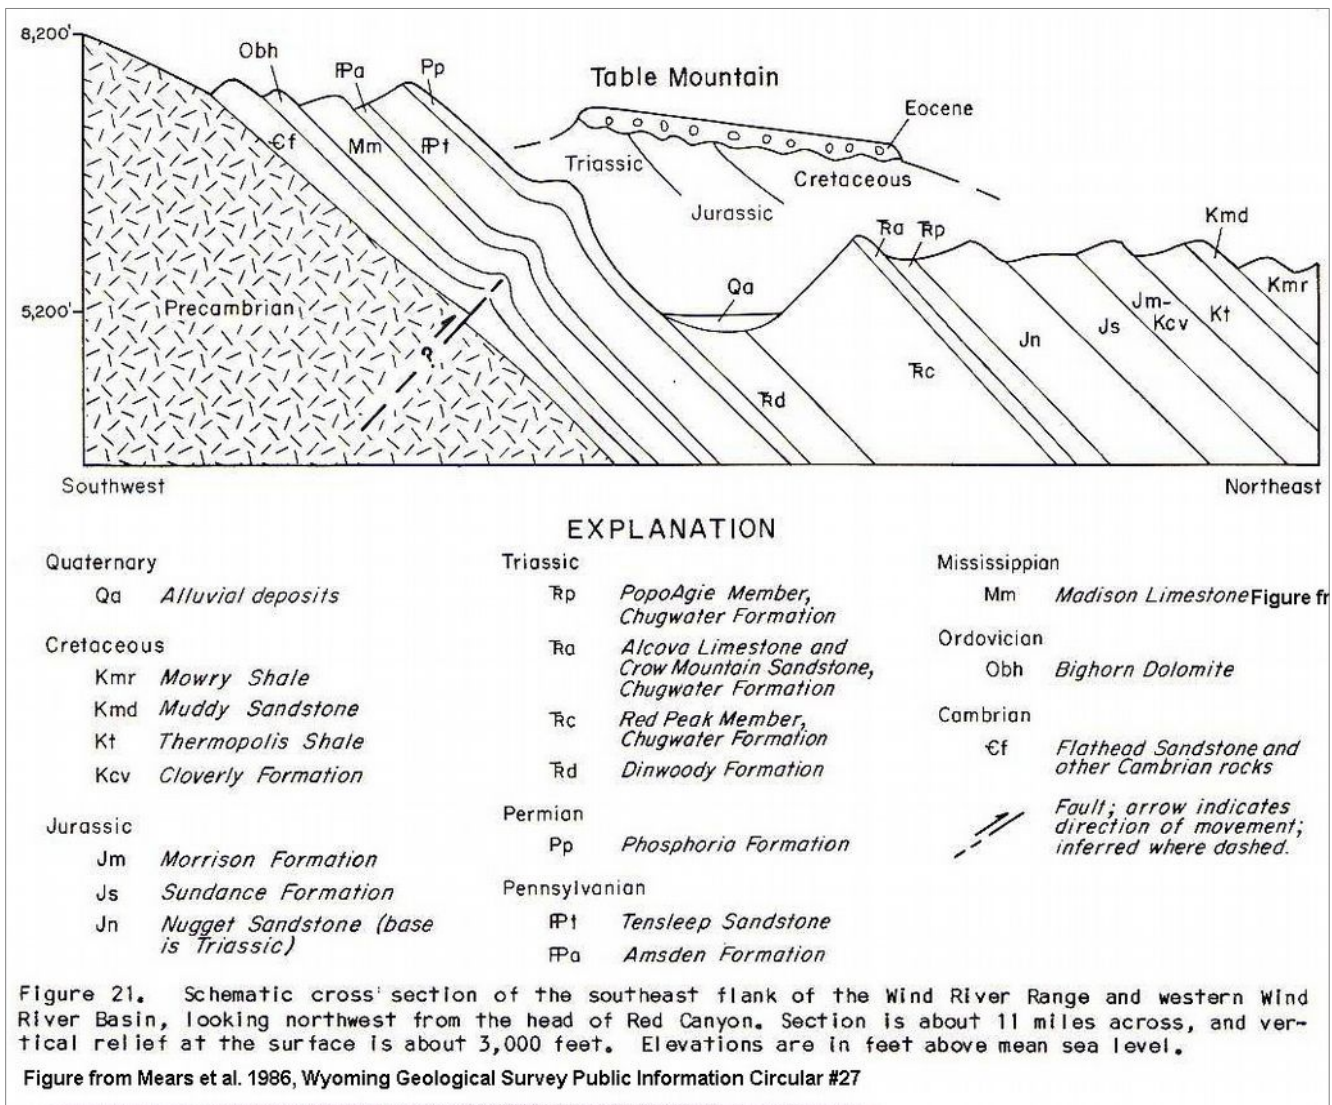 8,200'
Obh
ℙa
Pp
Table Mountain
Eocene
Єf
Mm
ℙt
Triassic
Cretaceous
Jurassic
T̶Ra
T̶Rp
Kmd
Qa
5,200'
Precambrian
?
Kmr
Jm-
Kcv
Kt
Js
Jn
T̶Rc
T̶Rd
Southwest
Northeast
EXPLANATION
Quaternary
Qa Alluvial deposits
Cretaceous
Kmr Mowry Shale
Kmd Muddy Sandstone
Kt Thermopolis Shale
Kcv Cloverly Formation
Jurassic
Jm Morrison Formation
Js Sundance Formation
Jn Nugget Sandstone (base
is Triassic)
Triassic
T̶Rp PopoAgie Member,
Chugwater Formation
T̶Ra Alcova Limestone and
Crow Mountain Sandstone,
Chugwater Formation
T̶Rc Red Peak Member,
Chugwater Formation
T̶Rd Dinwoody Formation
Permian
Pp Phosphoria Formation
Pennsylvanian
ℙt Tensleep Sandstone
ℙa Amsden Formation
Mississippian
Mm Madison Limestone Figure fr
Ordovician
Obh Bighorn Dolomite
Cambrian
Єf Flathead Sandstone and
other Cambrian rocks
Fault; arrow indicates
direction of movement;
inferred where dashed.
Figure 21. Schematic cross section of the southeast flank of the Wind River Range and western Wind
River Basin, looking northwest from the head of Red Canyon. Section is about 11 miles across, and ver-
tical relief at the surface is about 3,000 feet. Elevations are in feet above mean sea level.
Figure from Mears et al. 1986, Wyoming Geological Survey Public Information Circular #27